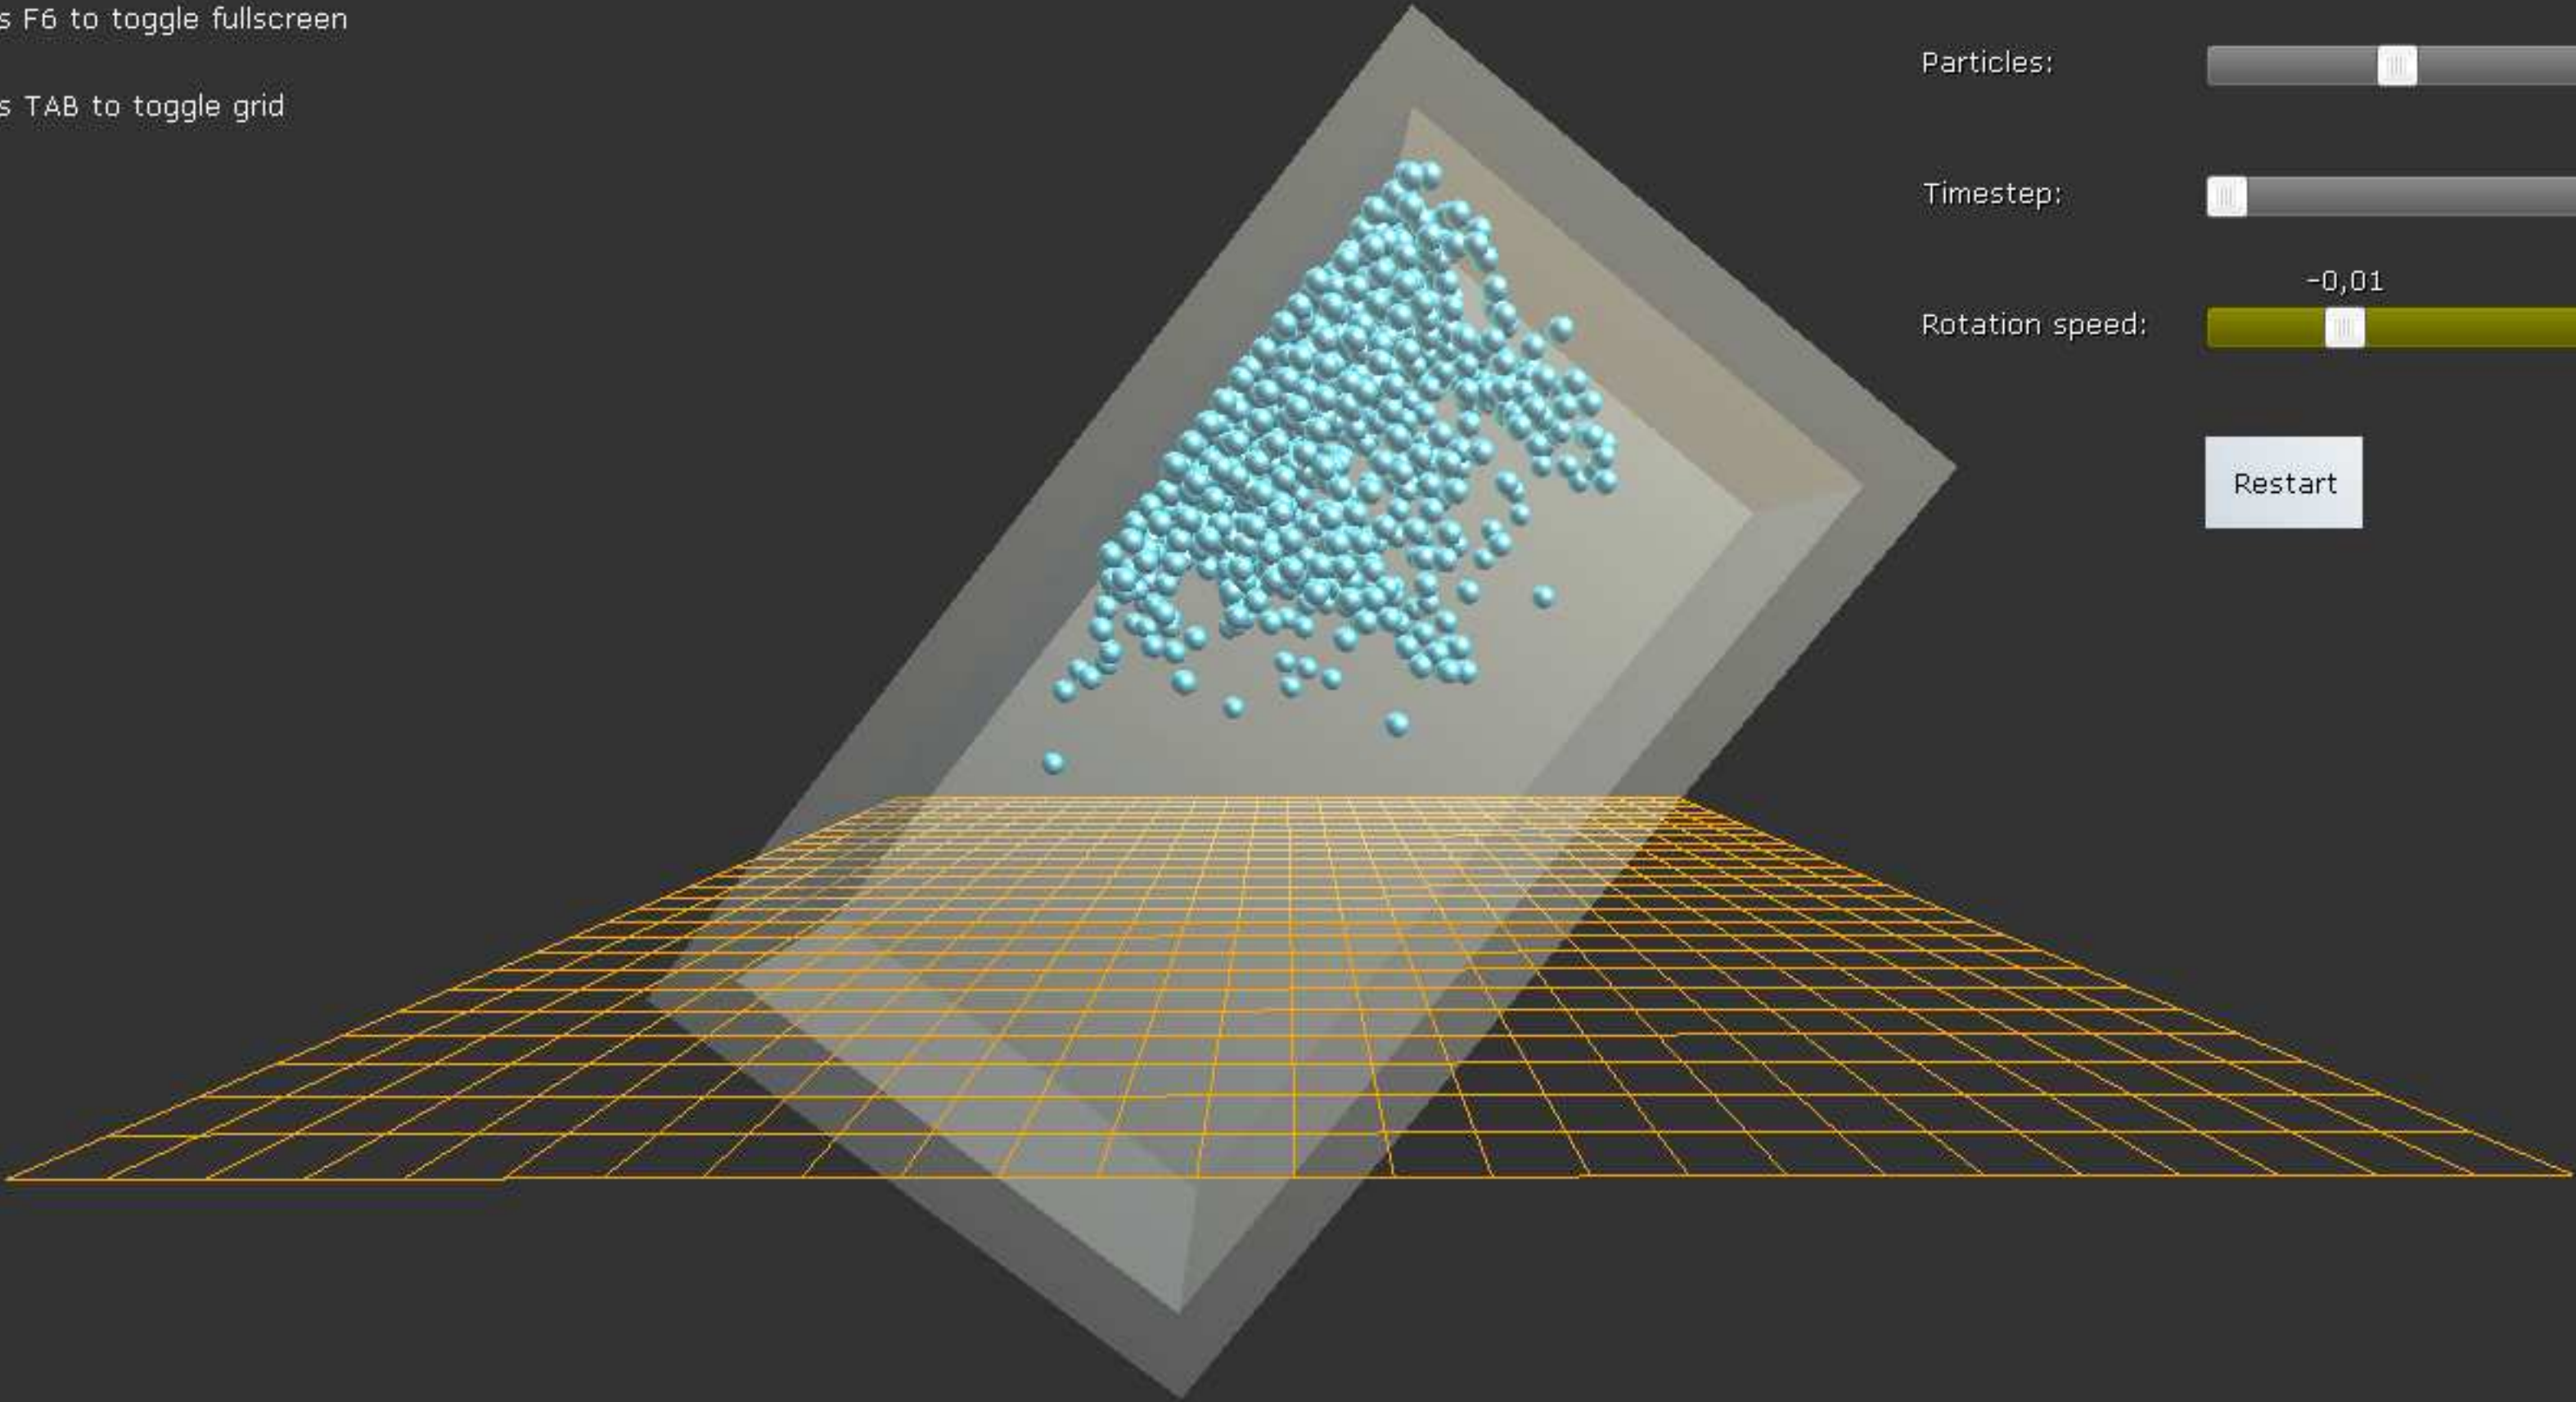 s F6 to toggle fullscreen
s TAB to toggle grid
Particles:
Timestep:
-0,01
Rotation speed:
Restart